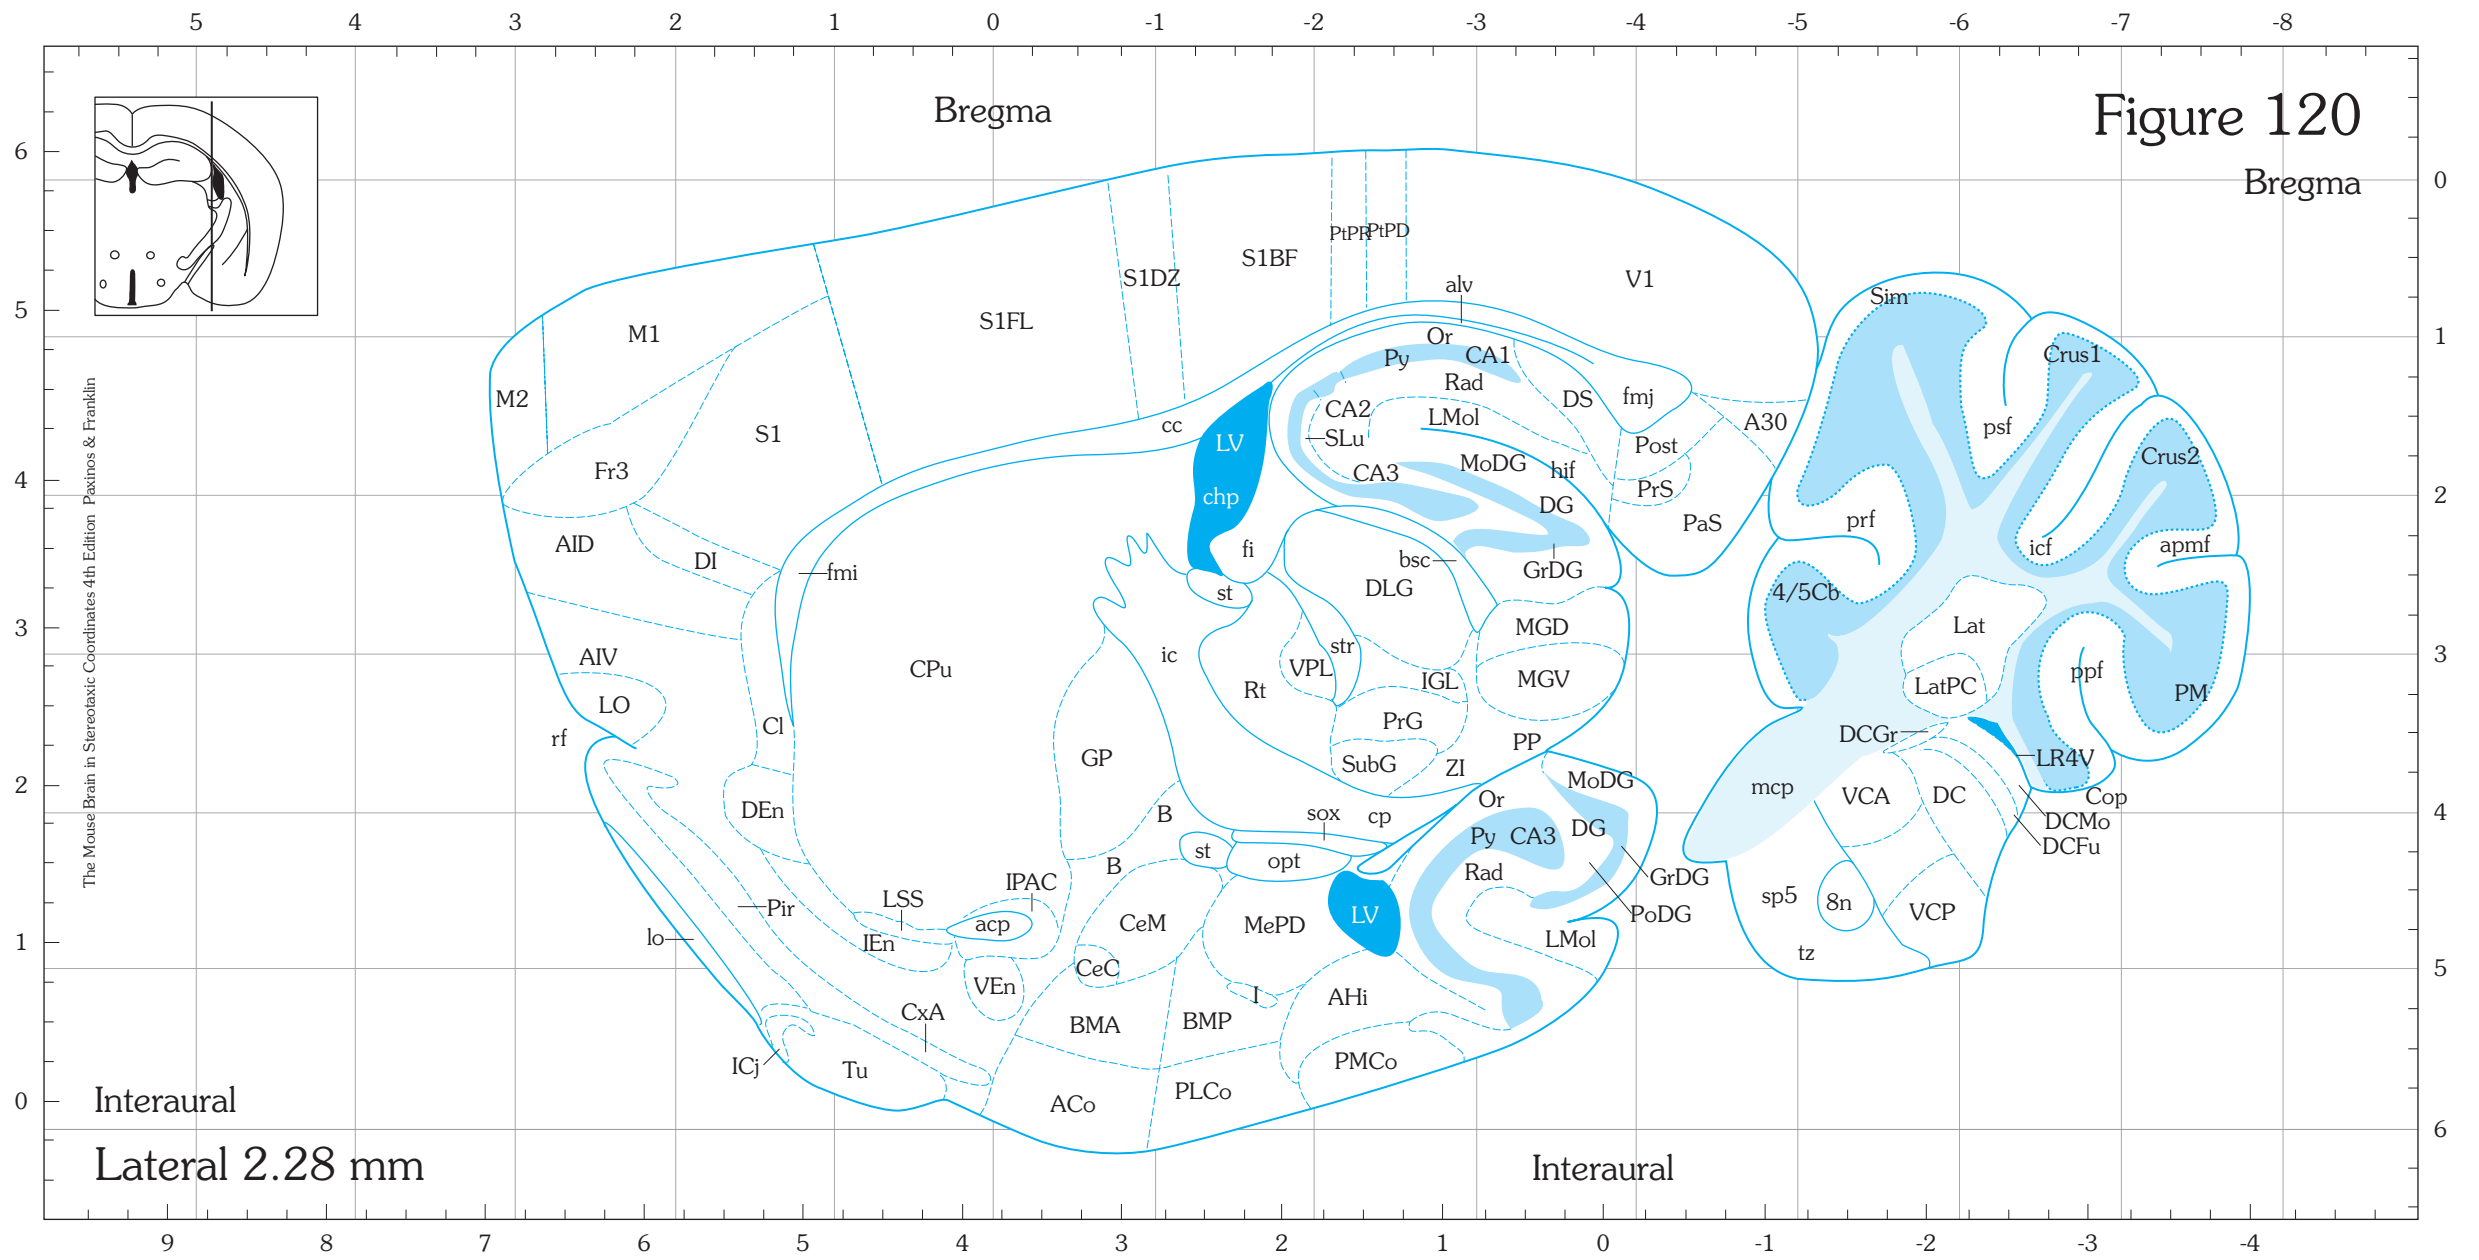 5 4 3 2 1 0 -1 -2 -3 -4 -5 -6 -7 -8
Bregma
Figure 120
Bregma
6
5
4
3
2
1
0
0
1
2
3
4
5
6
The Mouse Brain in Stereotaxic Coordinates 4th Edition Paxinos & Franklin
PtPR PtPD
S1BF
S1DZ
V1
alv
Sim
S1FL
M1
Or
Py
CA1
Crus1
Rad
M2
DS
fmj
CA2
LMol
A30
cc
psf
S1
LV
SLu
Post
Crus2
Fr3
CA3
MoDG
hif
PrS
chp
DG
PaS
prf
AID
fi
icf
apmf
DI
bsc
GrDG
fmi
DLG
st
4/5Cb
MGD
Lat
AIV
ic
str
CPu
VPL
MGV
ppf
Rt
IGL
LatPC
PM
LO
PrG
Cl
DCGr
rf
PP
GP
SubG
ZI
LR4V
MoDG
mcp
VCA
DC
Cop
Or
DEn
B
sox
cp
DCMo
DG
Py
CA3
DCFu
st
opt
B
Rad
GrDG
IPAC
LSS
sp5
8n
Pir
VCP
acp
CeM
MePD
LV
PoDG
lo
IEn
LMol
tz
CeC
VEn
I
AHi
CxA
BMA
BMP
PMCo
ICj
Tu
PLCo
ACo
Interaural
Lateral 2.28 mm
Interaural
9 8 7 6 5 4 3 2 1 0 -1 -2 -3 -4